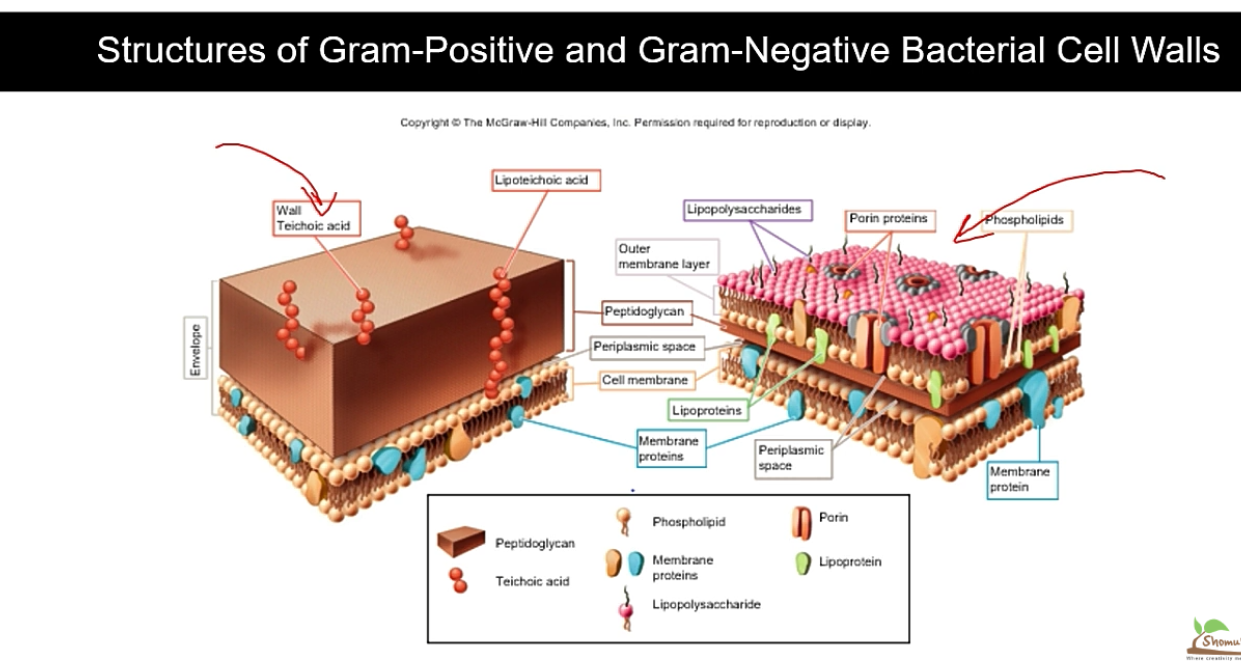 Structures of Gram-Positive and Gram-Negative Bacterial Cell Walls
Copyright © The McGraw-Hill Companies, Inc. Permission required for reproduction or display.
Lipoteichoic acid
Wall
Teichoic acid
Lipopolysaccharides
Porin proteins
Phospholipids
Outer
membrane layer
Peptidoglycan
Envelope
Periplasmic space
Cell membrane
Lipoproteins
Membrane
proteins
Periplasmic
space
Membrane
protein
Peptidoglycan
Teichoic acid
Phospholipid
Membrane
proteins
Lipopolysaccharide
Porin
Lipoprotein
Shomu'